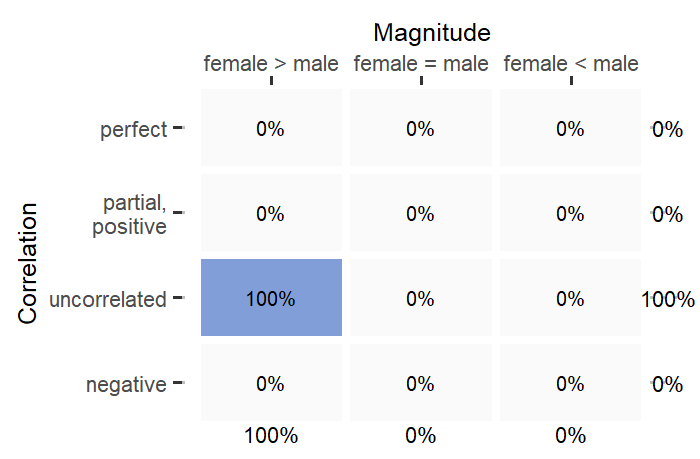 Magnitude
female > male female = male female < male
perfect 0% 0% 0% 0%
partial,
positive 0% 0% 0% 0%
Correlation
uncorrelated 100% 0% 0% 100%
negative 0% 0% 0% 0%
100% 0% 0%